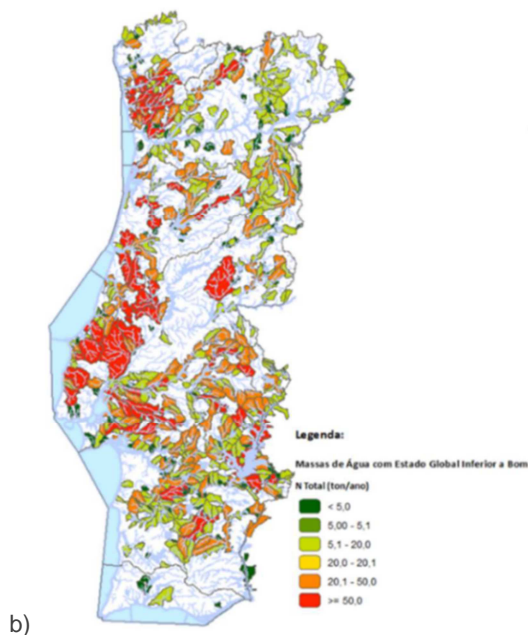 Legenda:
Massas de Água com Estado Global Inferior a Bom
N Total (ton/ano)
< 5,0
5,00 - 5,1
5,1 - 20,0
20,0 - 20,1
20,1 - 50,0
>= 50,0
b)